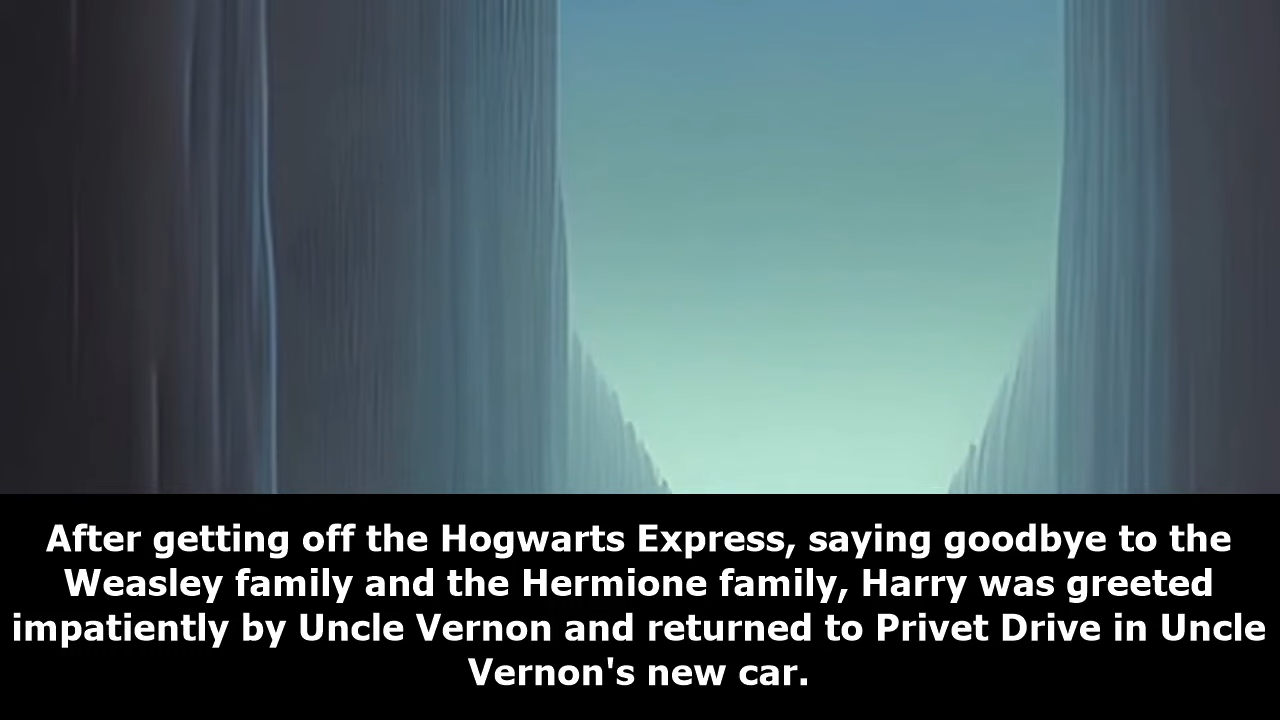 After getting off the Hogwarts Express, saying goodbye to the
Weasley family and the Hermione family, Harry was greeted
impatiently by Uncle Vernon and returned to Privet Drive in Uncle
Vernon's new car.